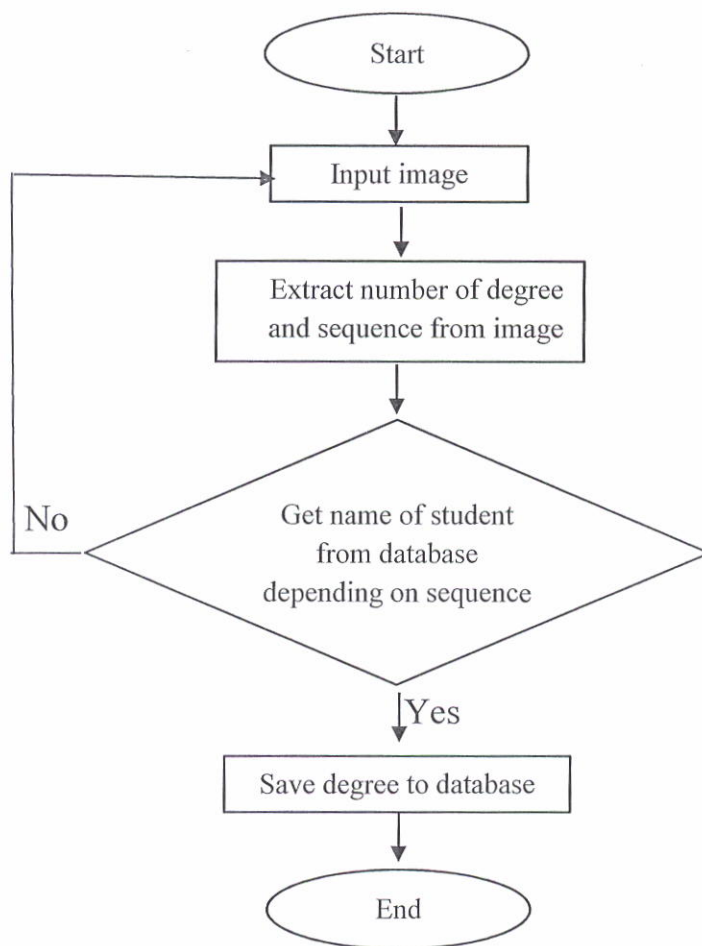 Start
Input image
Extract number of degree
and sequence from image
No
Get name of student
from database
depending on sequence
Yes
Save degree to database
End